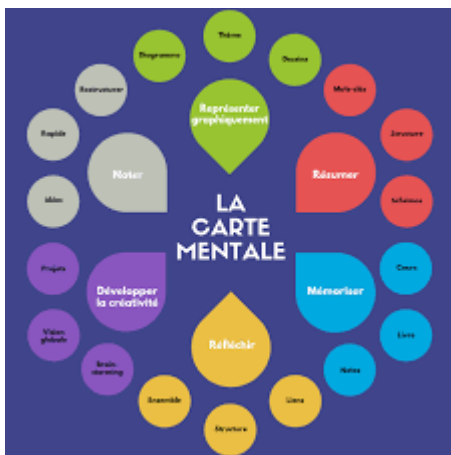 Thème
Diagramme
Dessins
Restructurer
Mots-clés
Représenter
graphiquement
Rapide
Noter
Résumer
Idées
Schémas
LA
CARTE
MENTALE
Projets
Développer
la créativité
Mémoriser
Cours
Vision
globale
Réfléchir
Livre
Brain-
storming
Notes
Ensemble
Liens
Structure